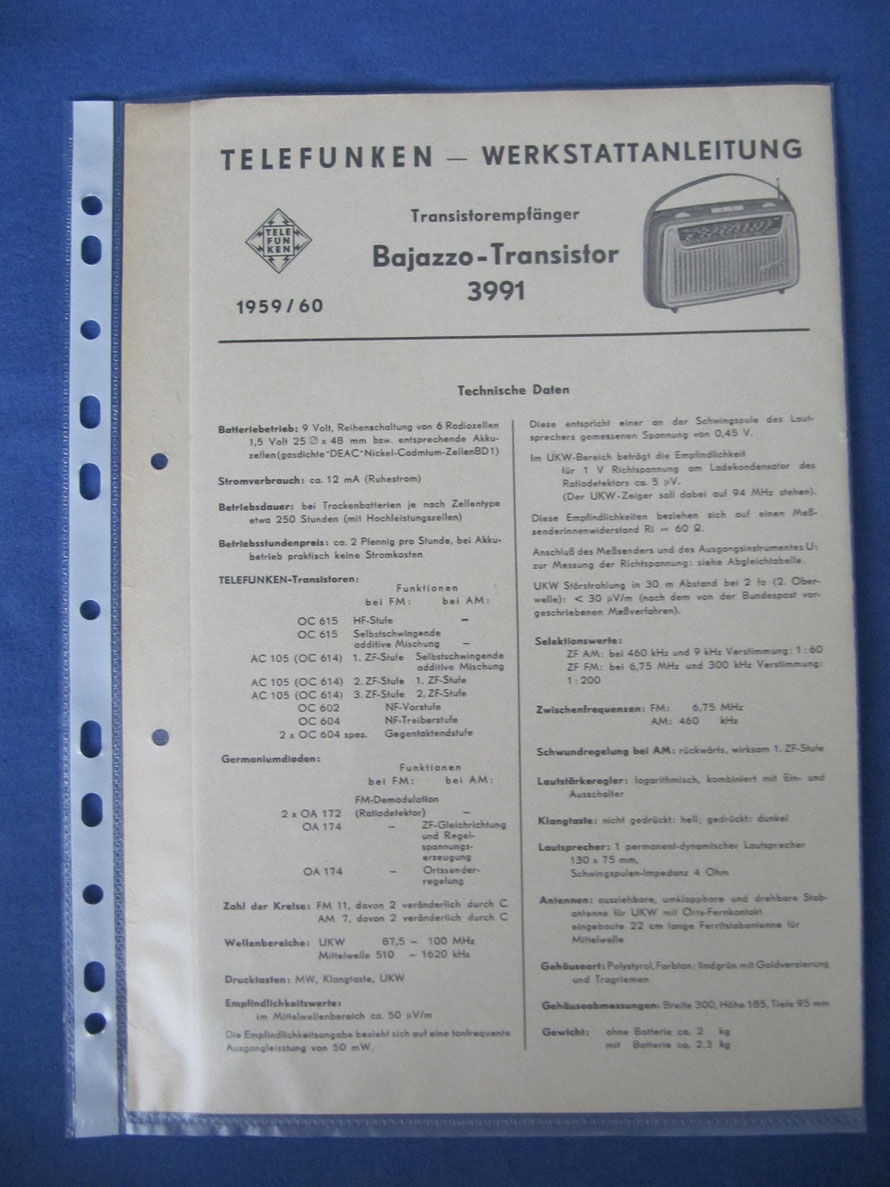 TELEFUNKEN — WERKSTATTANLEITUNG
TELE
FUN
KEN
1959/60
Transistorempfänger
Bajazzo-Transistor
3991
Technische Daten
Batteriebetrieb: 9 Volt, Reihenschaltung von 6 Radiozellen
1,5 Volt 25 Ø x 48 mm bzw. entsprechende Akku-
zellen (gasdichte "DEAC"Nickel-Cadmium-Zellen BD1)
Stromverbrauch: ca. 12 mA (Ruhestrom)
Betriebsdauer: bei Trockenbatterien je nach Zellentype
etwa 250 Stunden (mit Hochleistungszellen)
Betriebsstundenpreis: ca. 2 Pfennig pro Stunde, bei Akku-
betrieb praktisch keine Stromkosten
TELEFUNKEN-Transistoren:
Funktionen
bei FM: bei AM:
OC 615 HF-Stufe –
OC 615 Selbstschwingende
additive Mischung –
AC 105 (OC 614) 1. ZF-Stufe Selbstschwingende
additive Mischung
AC 105 (OC 614) 2. ZF-Stufe 1. ZF-Stufe
AC 105 (OC 614) 3. ZF-Stufe 2. ZF-Stufe
OC 602 NF-Vorstufe
OC 604 NF-Treiberstufe
2 x OC 604 spez. Gegentaktendstufe
Germaniumdioden:
Funktionen
bei FM: bei AM:
FM-Demodulation
2 x OA 172 (Ratiodetektor) –
OA 174 – ZF-Gleichrichtung
und Regel-
spannungs-
erzeugung
OA 174 – Ortssender-
regelung
Zahl der Kreise: FM 11, davon 2 veränderlich durch C
AM 7, davon 2 veränderlich durch C
Wellenbereiche: UKW 87,5 – 100 MHz
Mittelwelle 510 – 1620 kHz
Drucktasten: MW, Klangtaste, UKW
Empfindlichkeitswerte:
im Mittelwellenbereich ca. 50 µV/m
Die Empfindlichkeitsangabe bezieht sich auf eine tonfrequente
Ausgangleisstung von 50 mW.
Diese entspricht einer an der Schwingspule des Laut-
sprechers gemessenen Spannung von 0,45 V.
Im UKW-Bereich beträgt die Empfindlichkeit
für 1 V Richtspannung am Ladekondensator des
Ratiodetektors ca. 5 µV.
(Der UKW-Zeiger soll dabei auf 94 MHz stehen).
Diese Empfindlichkeiten beziehen sich auf einen Meß-
senderinnenwiderstand Ri = 60 Ω.
Anschluß des Meßsenders und des Ausgangsinstrumentes U:
zur Messung der Richtspannung: siehe Abgleichtabelle.
UKW Störstrahlung in 30 m Abstand bei 2 fo (2. Ober-
welle): < 30 µV/m (nach dem von der Bundespost vor-
geschriebenen Meßverfahren).
Selektionswerte:
ZF AM: bei 460 kHz und 9 kHz Verstimmung: 1 : 60
ZF FM: bei 6,75 MHz und 300 kHz Verstimmung:
1 : 200
Zwischenfrequenzen: FM: 6,75 MHz
AM: 460 kHz
Schwundregelung bei AM: rückwärts, wirksam 1. ZF-Stufe
Lautstärkeregler: logarithmisch, kombiniert mit Ein- und
Ausschalter
Klangtaste: nicht gedrückt: hell; gedrückt: dunkel
Lautsprecher: 1 permanent-dynamischer Lautsprecher
130 x 75 mm,
Schwingspulen-Impedanz 4 Ohm
Antennen: ausziehbare, umklappbare und drehbare Stab-
antenne für UKW mit Orts-Fernkontakt
eingebaute 22 cm lange Ferritstabantenne für
Mittelwelle
Gehäuseart: Polystyrol, Farbton: lindgrün mit Goldverzierung
und Tragriemen
Gehäuseabmessungen: Breite 300, Höhe 185, Tiefe 95 mm
Gewicht: ohne Batterie ca. 2 kg
mit Batterie ca. 2,3 kg